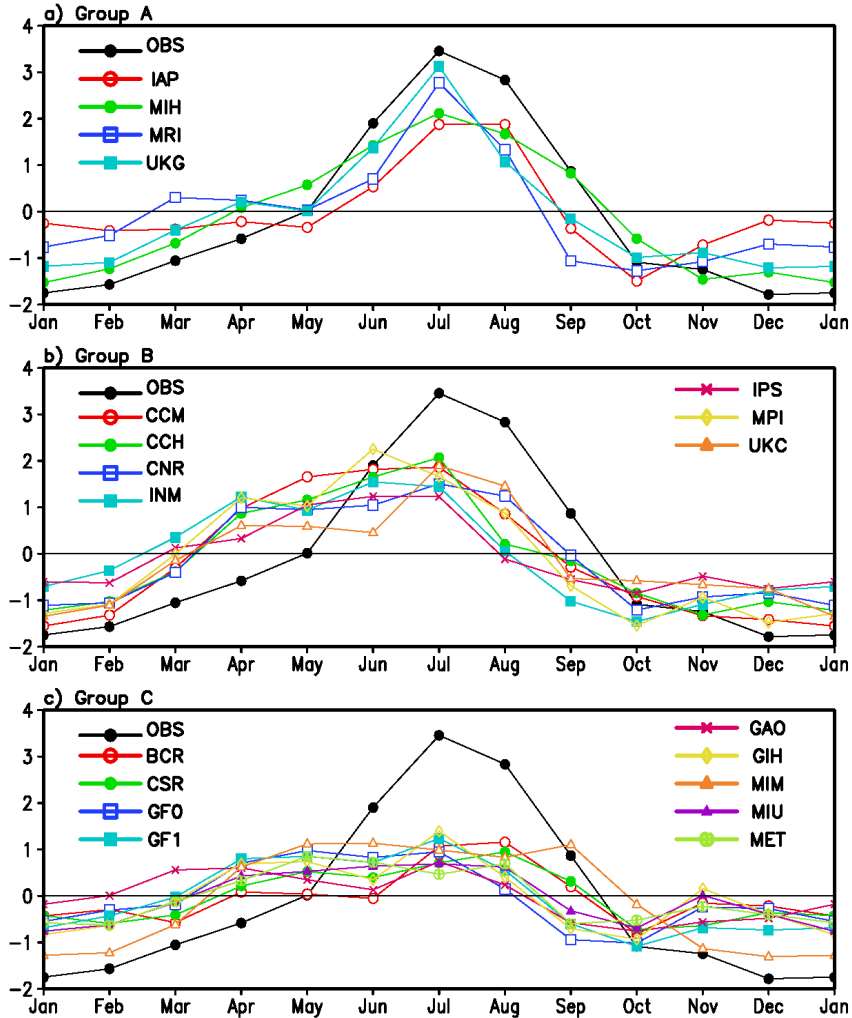 a) Group A
4
3
2
1
0
−1
−2
OBS
IAP
MIH
MRI
UKG
Jan Feb Mar Apr May Jun Jul Aug Sep Oct Nov Dec Jan
b) Group B
4
3
2
1
0
−1
−2
OBS
CCM
CCH
CNR
INM
IPS
MPI
UKC
Jan Feb Mar Apr May Jun Jul Aug Sep Oct Nov Dec Jan
c) Group C
4
3
2
1
0
−1
−2
OBS
BCR
CSR
GF0
GF1
GAO
GIH
MIM
MIU
MET
Jan Feb Mar Apr May Jun Jul Aug Sep Oct Nov Dec Jan